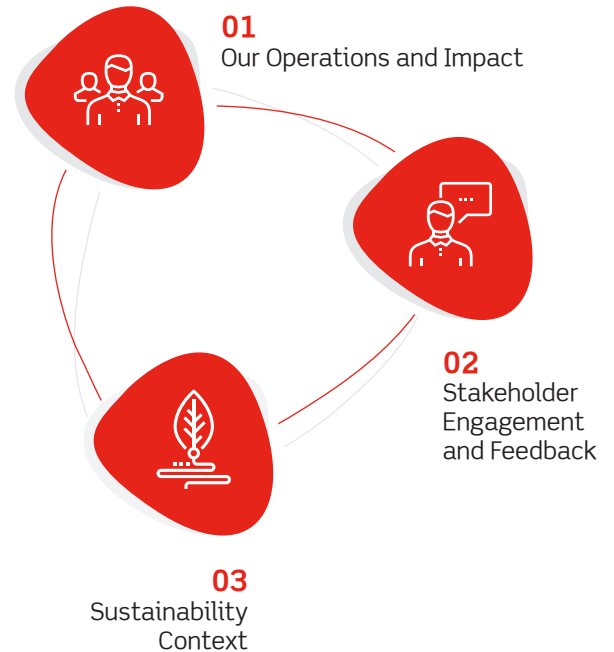 01
Our Operations and Impact
02
Stakeholder
Engagement
and Feedback
03
Sustainability
Context